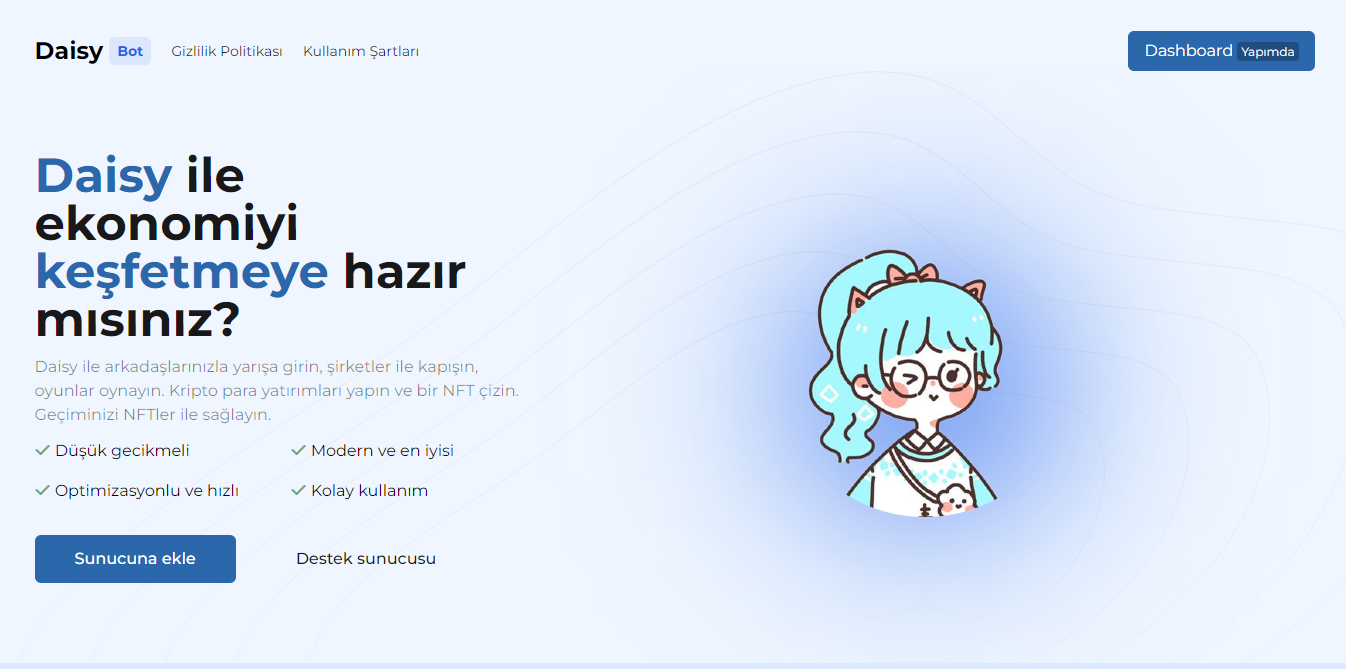 Daisy Bot Gizlilik Politikası Kullanım Şartları Dashboard Yapımda
Daisy ile
ekonomiyi
keşfetmeye hazır
mısınız?
Daisy ile arkadaşlarınızla yarışa girin, şirketler ile kapışın,
oyunlar oynayın. Kripto para yatırımları yapın ve bir NFT çizin.
Geçiminizi NFTler ile sağlayın.
Düşük gecikmeli Modern ve en iyisi
Optimizasyonlu ve hızlı Kolay kullanım
Sunucuna ekle Destek sunucusu